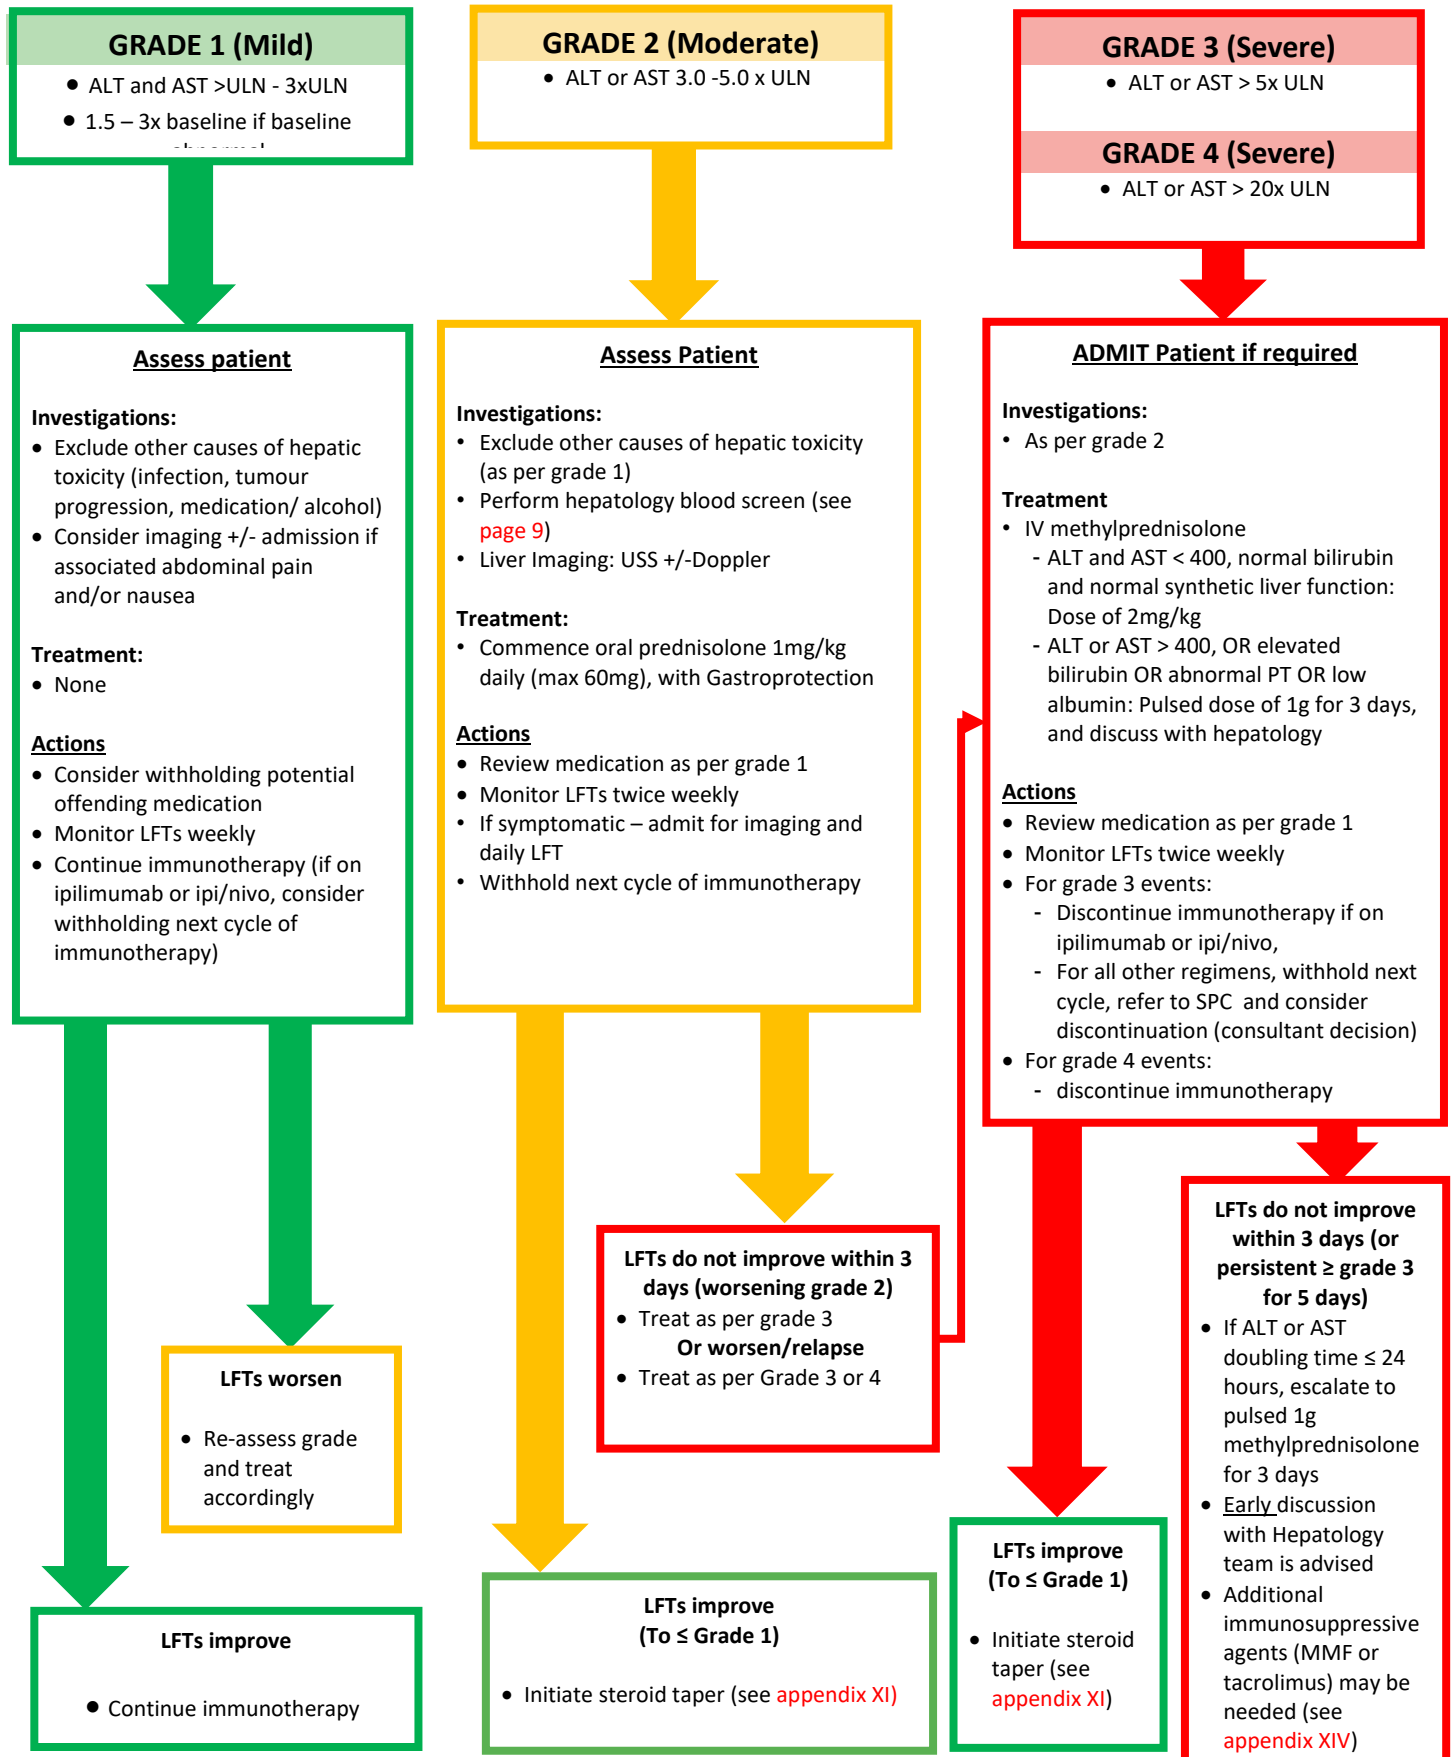 GRADE 1 (Mild)
• ALT and AST >ULN - 3xULN
• 1.5 – 3x baseline if baseline
GRADE 2 (Moderate)
• ALT or AST 3.0 -5.0 x ULN
GRADE 3 (Severe)
• ALT or AST > 5x ULN
GRADE 4 (Severe)
• ALT or AST > 20x ULN
Assess patient
Investigations:
• Exclude other causes of hepatic
toxicity (infection, tumour
progression, medication/ alcohol)
• Consider imaging +/- admission if
associated abdominal pain
and/or nausea
Treatment:
• None
Actions
• Consider withholding potential
offending medication
• Monitor LFTs weekly
• Continue immunotherapy (if on
ipilimumab or ipi/nivo, consider
withholding next cycle of
immunotherapy)
Assess Patient
Investigations:
• Exclude other causes of hepatic toxicity
(as per grade 1)
• Perform hepatology blood screen (see
page 9)
• Liver Imaging: USS +/-Doppler
Treatment:
• Commence oral prednisolone 1mg/kg
daily (max 60mg), with Gastroprotection
Actions
• Review medication as per grade 1
• Monitor LFTs twice weekly
• If symptomatic – admit for imaging and
daily LFT
• Withhold next cycle of immunotherapy
ADMIT Patient if required
Investigations:
• As per grade 2
Treatment
• IV methylprednisolone
- ALT and AST < 400, normal bilirubin
and normal synthetic liver function:
Dose of 2mg/kg
- ALT or AST > 400, OR elevated
bilirubin OR abnormal PT OR low
albumin: Pulsed dose of 1g for 3 days,
and discuss with hepatology
Actions
• Review medication as per grade 1
• Monitor LFTs twice weekly
• For grade 3 events:
- Discontinue immunotherapy if on
ipilimumab or ipi/nivo,
- For all other regimens, withhold next
cycle, refer to SPC and consider
discontinuation (consultant decision)
• For grade 4 events:
- discontinue immunotherapy
LFTs worsen
• Re-assess grade
and treat
accordingly
LFTs improve
• Continue immunotherapy
LFTs do not improve within 3
days (worsening grade 2)
• Treat as per grade 3
Or worsen/relapse
• Treat as per Grade 3 or 4
LFTs improve
(To ≤ Grade 1)
• Initiate steroid taper (see appendix XI)
LFTs improve
(To ≤ Grade 1)
• Initiate steroid
taper (see
appendix XI)
LFTs do not improve
within 3 days (or
persistent ≥ grade 3
for 5 days)
• If ALT or AST
doubling time ≤ 24
hours, escalate to
pulsed 1g
methylprednisolone
for 3 days
• Early discussion
with Hepatology
team is advised
• Additional
immunosuppressive
agents (MMF or
tacrolimus) may be
needed (see
appendix XIV)